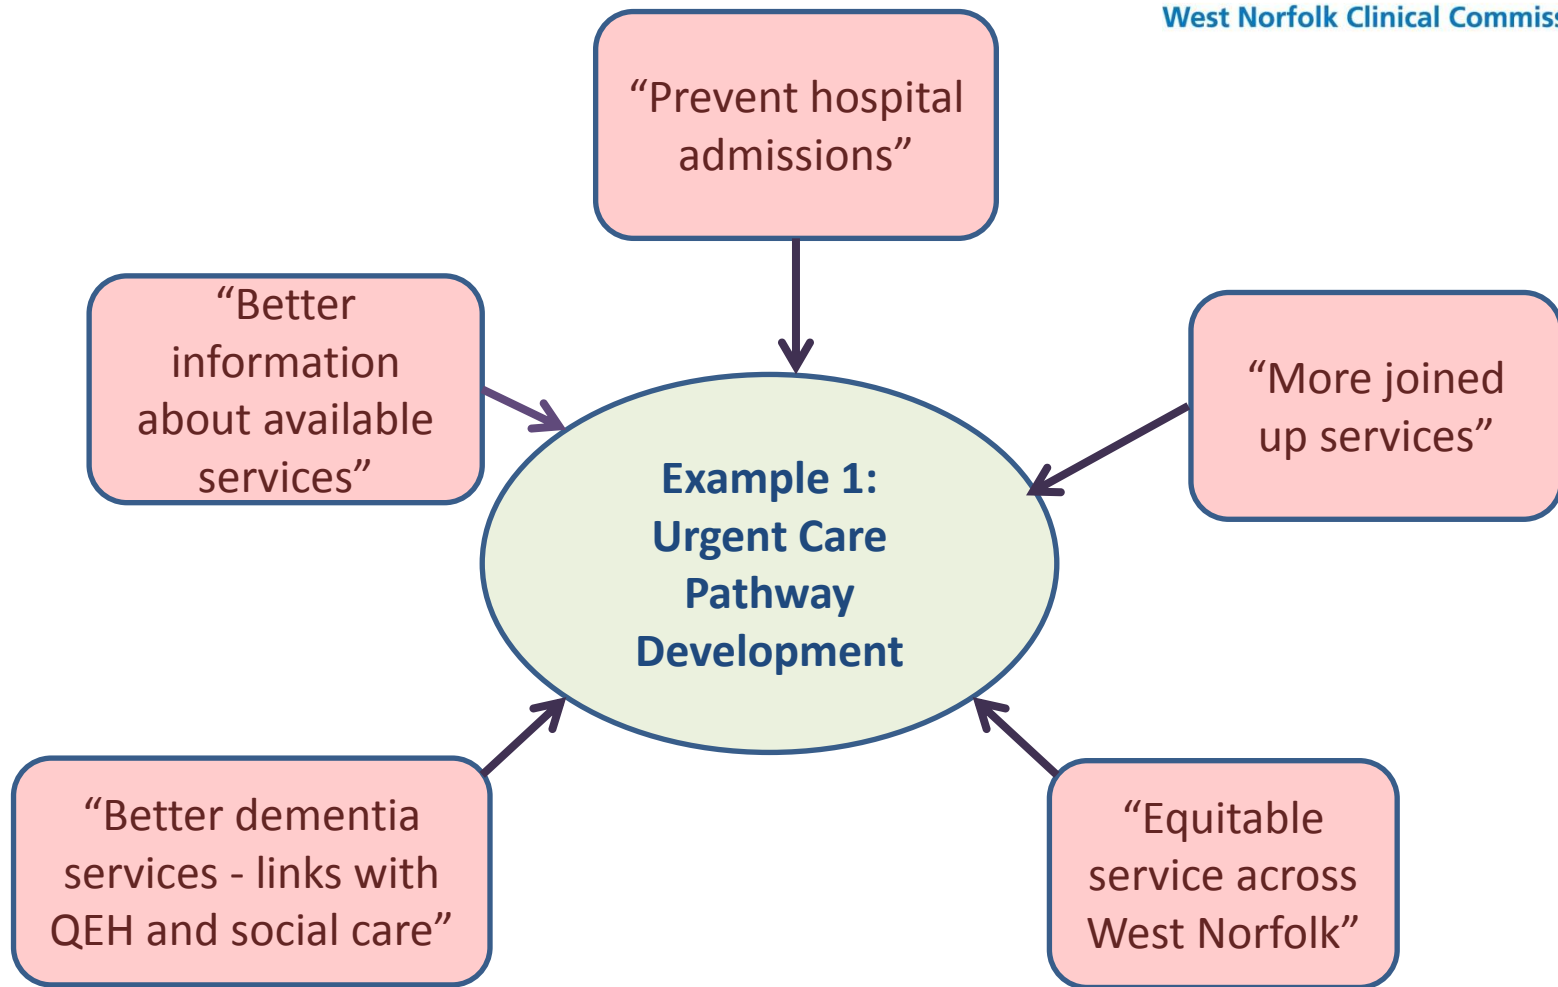 West Norfolk Clinical Commiss
“Prevent hospital
admissions”
“Better
information
about available
services”
“More joined
up services”
Example 1:
Urgent Care
Pathway
Development
“Better dementia
services - links with
QEH and social care”
“Equitable
service across
West Norfolk”